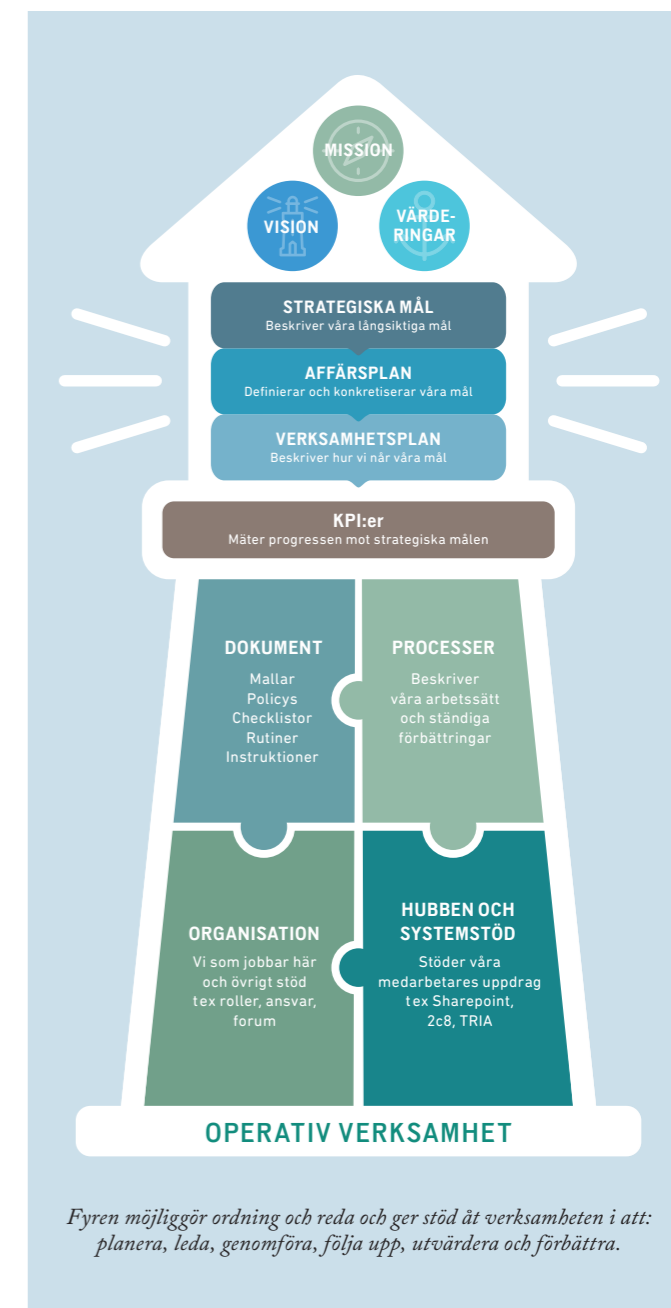 MISSION
VISION
VÄRDE-
RINGAR
STRATEGISKA MÅL
Beskriver våra långsiktiga mål
AFFÄRSPLAN
Definierar och konkretiserar våra mål
VERKSAMHETSPLAN
Beskriver hur vi når våra mål
KPI:er
Mäter progressen mot strategiska målen
DOKUMENT
Mallar
Policys
Checklistor
Rutiner
Instruktioner
PROCESSER
Beskriver
våra arbetssätt
och ständiga
förbättringar
ORGANISATION
Vi som jobbar här
och övrigt stöd
tex roller, ansvar,
forum
HUBBEN OCH
SYSTEMSTÖD
Stöder våra
medarbetares uppdrag
tex Sharepoint,
2c8, TRIA
OPERATIV VERKSAMHET
Fyren möjliggör ordning och reda och ger stöd åt verksamheten i att:
planera, leda, genomföra, följa upp, utvärdera och förbättra.